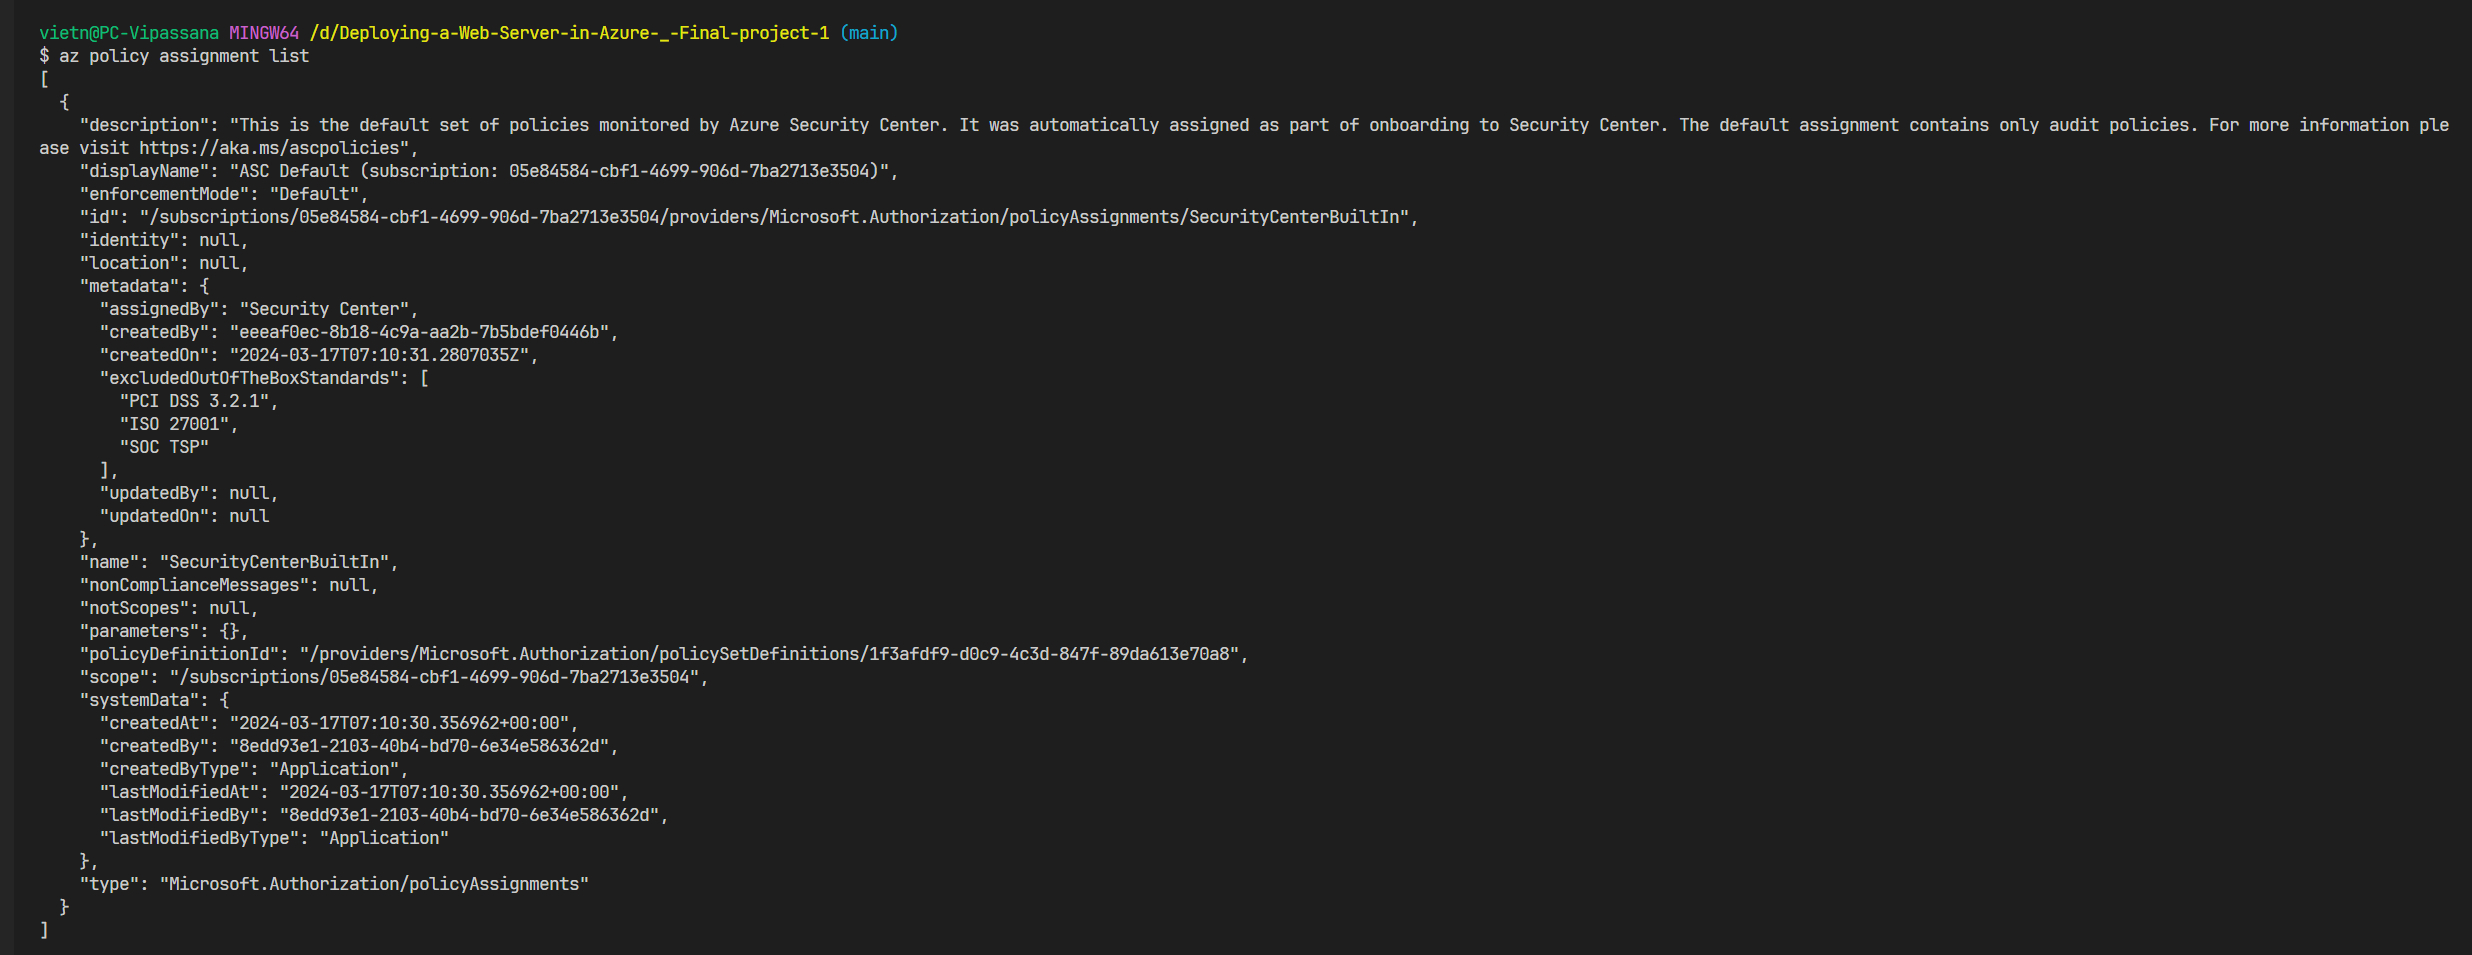 vietn@PC-Vipassana MINGW64 /d/Deploying-a-Web-Server-in-Azure-_-Final-project-1 (main)
$ az policy assignment list
[
  {
    "description": "This is the default set of policies monitored by Azure Security Center. It was automatically assigned as part of onboarding to Security Center. The default assignment contains only audit policies. For more information ple
ase visit https://aka.ms/ascpolicies",
    "displayName": "ASC Default (subscription: 05e84584-cbf1-4699-906d-7ba2713e3504)",
    "enforcementMode": "Default",
    "id": "/subscriptions/05e84584-cbf1-4699-906d-7ba2713e3504/providers/Microsoft.Authorization/policyAssignments/SecurityCenterBuiltIn",
    "identity": null,
    "location": null,
    "metadata": {
      "assignedBy": "Security Center",
      "createdBy": "eeeaf0ec-8b18-4c9a-aa2b-7b5bdef0446b",
      "createdOn": "2024-03-17T07:10:31.2807035Z",
      "excludedOutOfTheBoxStandards": [
        "PCI DSS 3.2.1",
        "ISO 27001",
        "SOC TSP"
      ],
      "updatedBy": null,
      "updatedOn": null
    },
    "name": "SecurityCenterBuiltIn",
    "nonComplianceMessages": null,
    "notScopes": null,
    "parameters": {},
    "policyDefinitionId": "/providers/Microsoft.Authorization/policySetDefinitions/1f3afdf9-d0c9-4c3d-847f-89da613e70a8",
    "scope": "/subscriptions/05e84584-cbf1-4699-906d-7ba2713e3504",
    "systemData": {
      "createdAt": "2024-03-17T07:10:30.356962+00:00",
      "createdBy": "8edd93e1-2103-40b4-bd70-6e34e586362d",
      "createdByType": "Application",
      "lastModifiedAt": "2024-03-17T07:10:30.356962+00:00",
      "lastModifiedBy": "8edd93e1-2103-40b4-bd70-6e34e586362d",
      "lastModifiedByType": "Application"
    },
    "type": "Microsoft.Authorization/policyAssignments"
  }
]